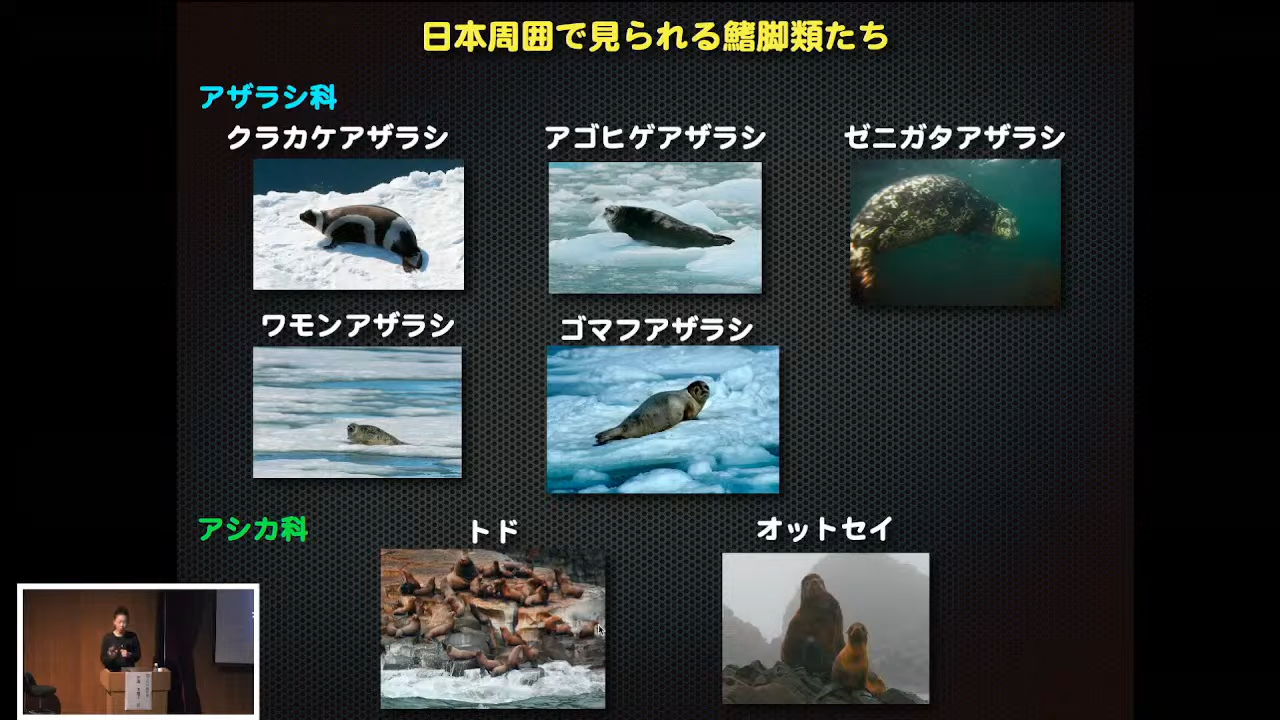 日本周囲で見られる鰭脚類たち
アザラシ科
クラカケアザラシ
アゴヒゲアザラシ
ゼニガタアザラシ
ワモンアザラシ
ゴマフアザラシ
アシカ科
トド
オットセイ